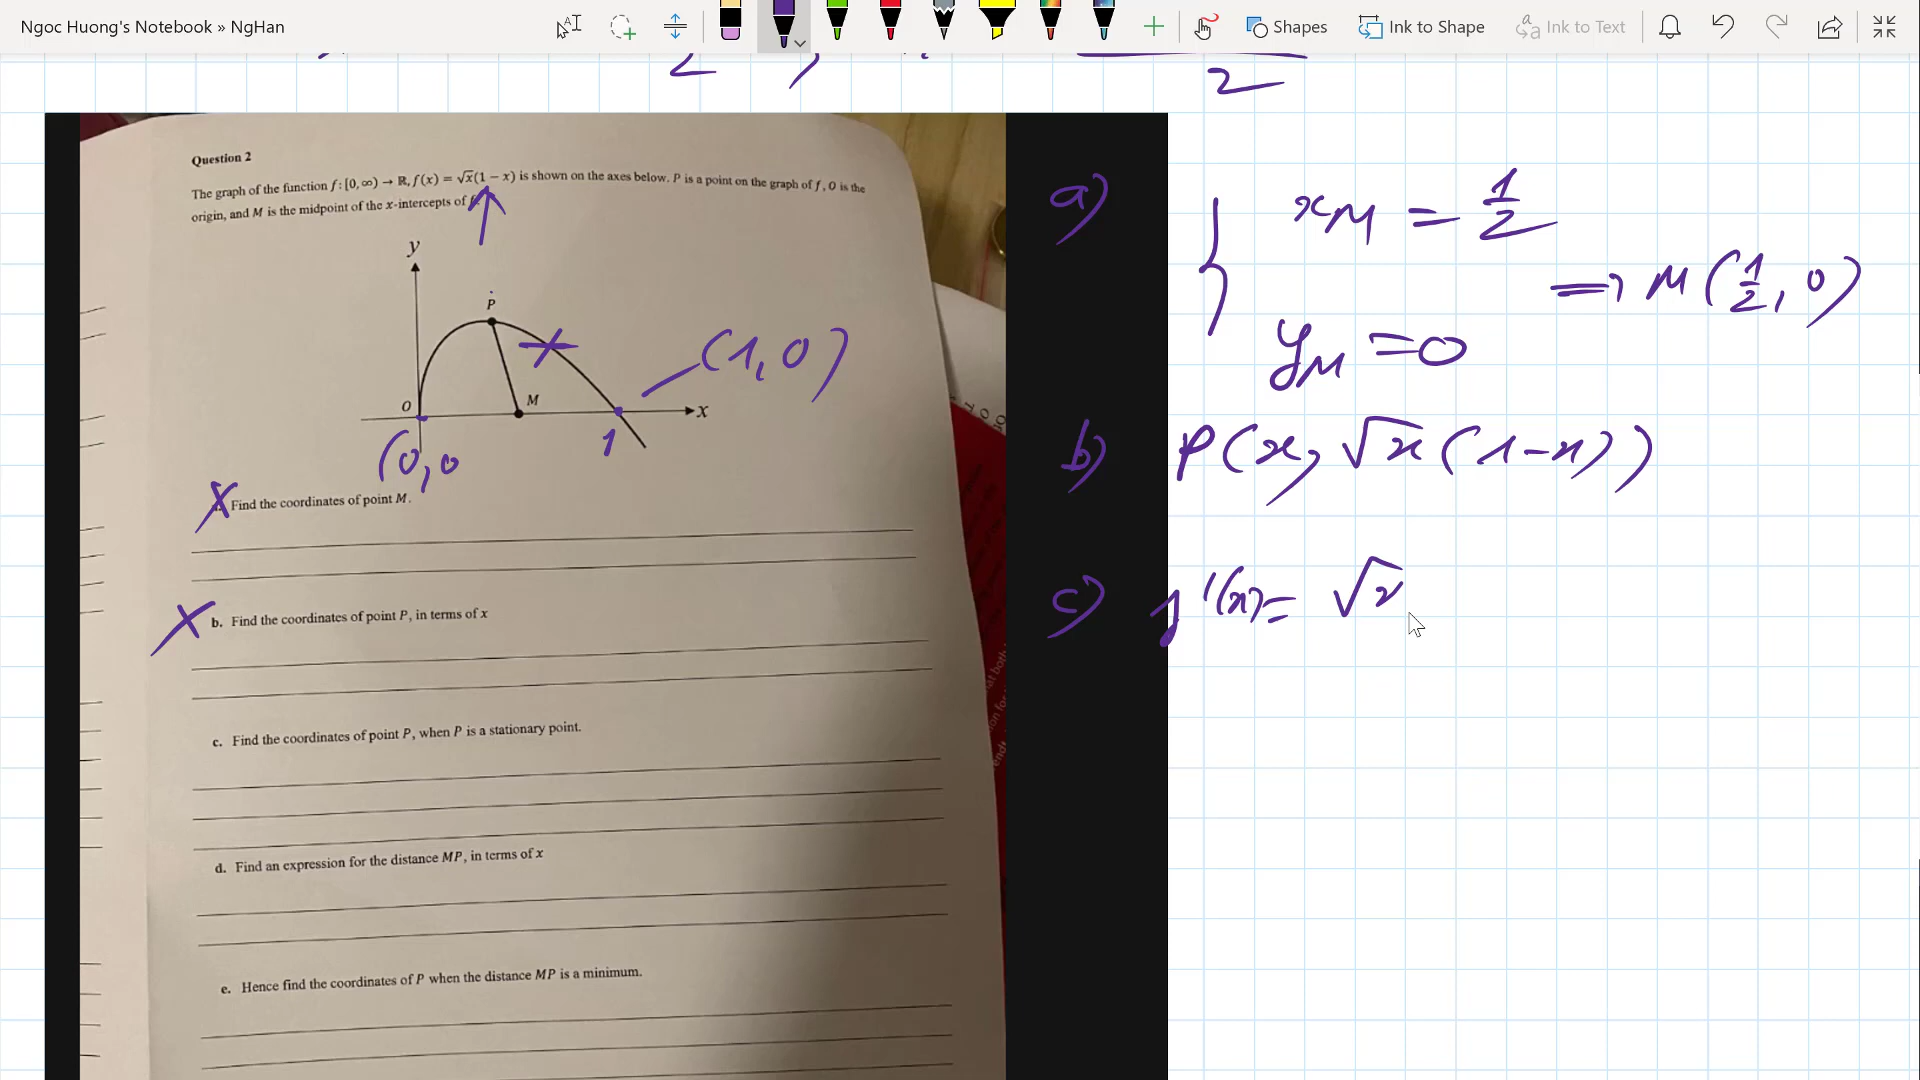 Ngoc Huong's Notebook » NgHan
Shapes
Ink to Shape
Ink to Text
2
2
Question 2
The graph of the function f : [0, ∞) → ℝ, f(x) = √x(1 − x) is shown on the axes below. P is a point on the graph of f, O is the
origin, and M is the midpoint of the x-intercepts of f.
y
P
O
M
x
(1, 0)
(0, 0
1
Find the coordinates of point M.
b. Find the coordinates of point P, in terms of x
c. Find the coordinates of point P, when P is a stationary point.
d. Find an expression for the distance MP, in terms of x
e. Hence find the coordinates of P when the distance MP is a minimum.
a)
xM = 1/2
yM = 0
⇒ M (1/2, 0)
b) P(x, √x (1-x))
c) f'(x) = √x